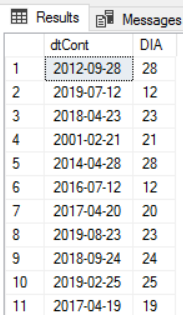 Results Messages
dtCont DIA
1 2012-09-28 28
2 2019-07-12 12
3 2018-04-23 23
4 2001-02-21 21
5 2014-04-28 28
6 2016-07-12 12
7 2017-04-20 20
8 2019-08-23 23
9 2018-09-24 24
10 2019-02-25 25
11 2017-04-19 19